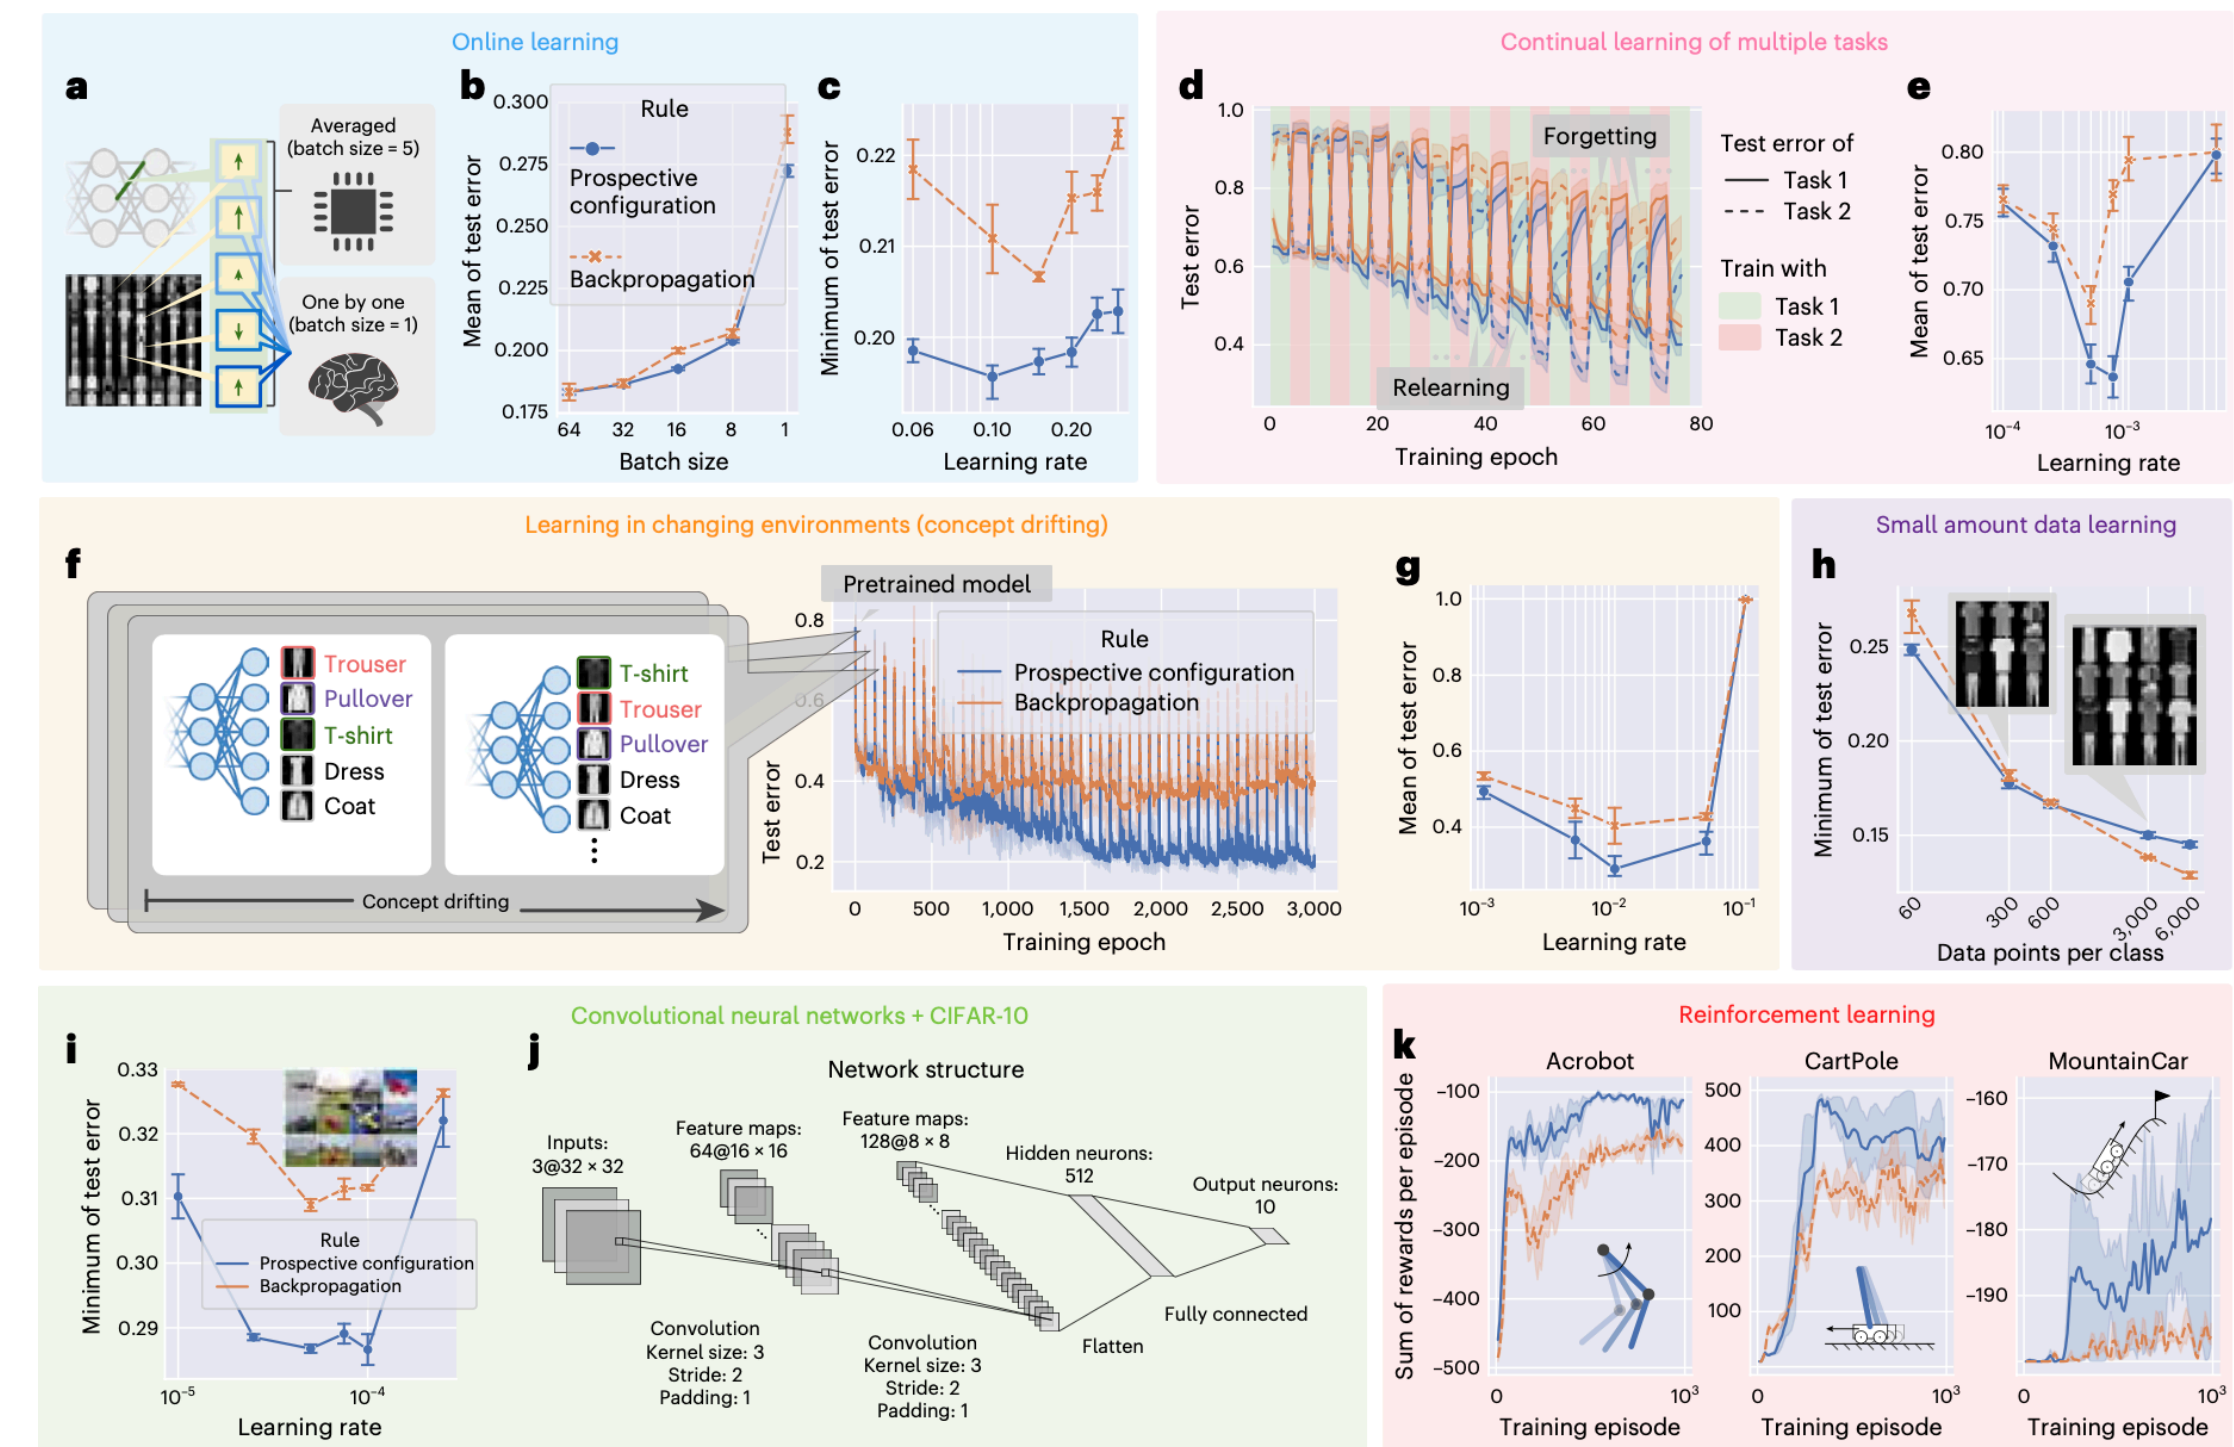 Online learning
a
Averaged
(batch size = 5)
One by one
(batch size = 1)
b
Mean of test error
0.300
0.275
0.250
0.225
0.200
0.175
Rule
Prospective
configuration
Backpropagation
64 32 16 8 1
Batch size
c
Minimum of test error
0.22
0.21
0.20
0.06 0.10 0.20
Learning rate
Continual learning of multiple tasks
d
Test error
1.0
0.8
0.6
0.4
Forgetting
Relearning
0 20 40 60 80
Training epoch
Test error of
Task 1
Task 2
Train with
Task 1
Task 2
e
Mean of test error
0.80
0.75
0.70
0.65
10⁻⁴ 10⁻³
Learning rate
Learning in changing environments (concept drifting)
f
Trouser
Pullover
T-shirt
Dress
Coat
T-shirt
Trouser
Pullover
Dress
Coat
Concept drifting
Pretrained model
Test error
0.8
0.6
0.4
0.2
Rule
Prospective configuration
Backpropagation
0 500 1,000 1,500 2,000 2,500 3,000
Training epoch
g
Mean of test error
1.0
0.8
0.6
0.4
10⁻³ 10⁻² 10⁻¹
Learning rate
Small amount data learning
h
Minimum of test error
0.25
0.20
0.15
60 300 600 3,000 6,000
Data points per class
Convolutional neural networks + CIFAR-10
i
Minimum of test error
0.33
0.32
0.31
0.30
0.29
Rule
Prospective configuration
Backpropagation
10⁻⁵ 10⁻⁴
Learning rate
j
Network structure
Inputs:
3@32 × 32
Feature maps:
64@16 × 16
Feature maps:
128@8 × 8
Hidden neurons:
512
Output neurons:
10
Convolution
Kernel size: 3
Stride: 2
Padding: 1
Convolution
Kernel size: 3
Stride: 2
Padding: 1
Flatten
Fully connected
Reinforcement learning
k
Sum of rewards per episode
Acrobot
−100
−200
−300
−400
−500
0 10³
Training episode
CartPole
500
400
300
200
100
0 10³
Training episode
MountainCar
−160
−170
−180
−190
0 10³
Training episode